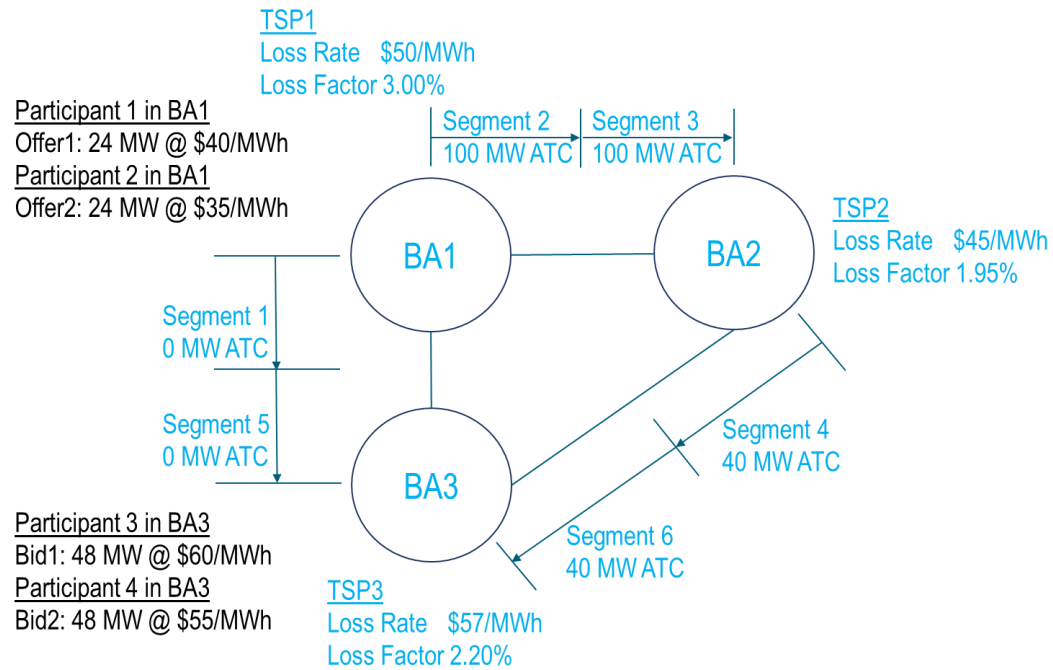 TSP1
Loss Rate $50/MWh
Loss Factor 3.00%
Participant 1 in BA1
Offer1: 24 MW @ $40/MWh
Participant 2 in BA1
Offer2: 24 MW @ $35/MWh
Segment 2
100 MW ATC
Segment 3
100 MW ATC
BA1
BA2
TSP2
Loss Rate $45/MWh
Loss Factor 1.95%
Segment 1
0 MW ATC
Segment 5
0 MW ATC
Segment 4
40 MW ATC
BA3
Segment 6
40 MW ATC
Participant 3 in BA3
Bid1: 48 MW @ $60/MWh
Participant 4 in BA3
Bid2: 48 MW @ $55/MWh
TSP3
Loss Rate $57/MWh
Loss Factor 2.20%